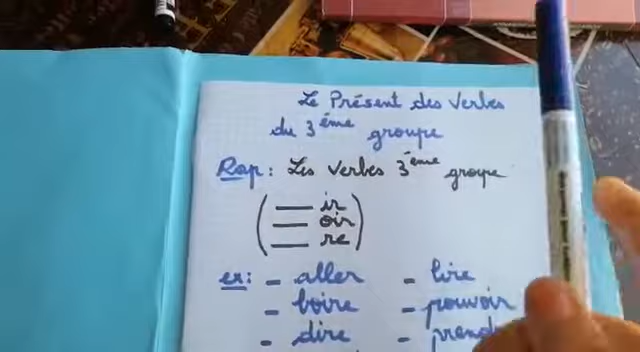 Le Présent des Verbes
du 3ème groupe
Rap: Les Verbes 3ème groupe
( — ir
— oir
— re )
ex: - aller - lire
- boire - pouvoir
- dire -